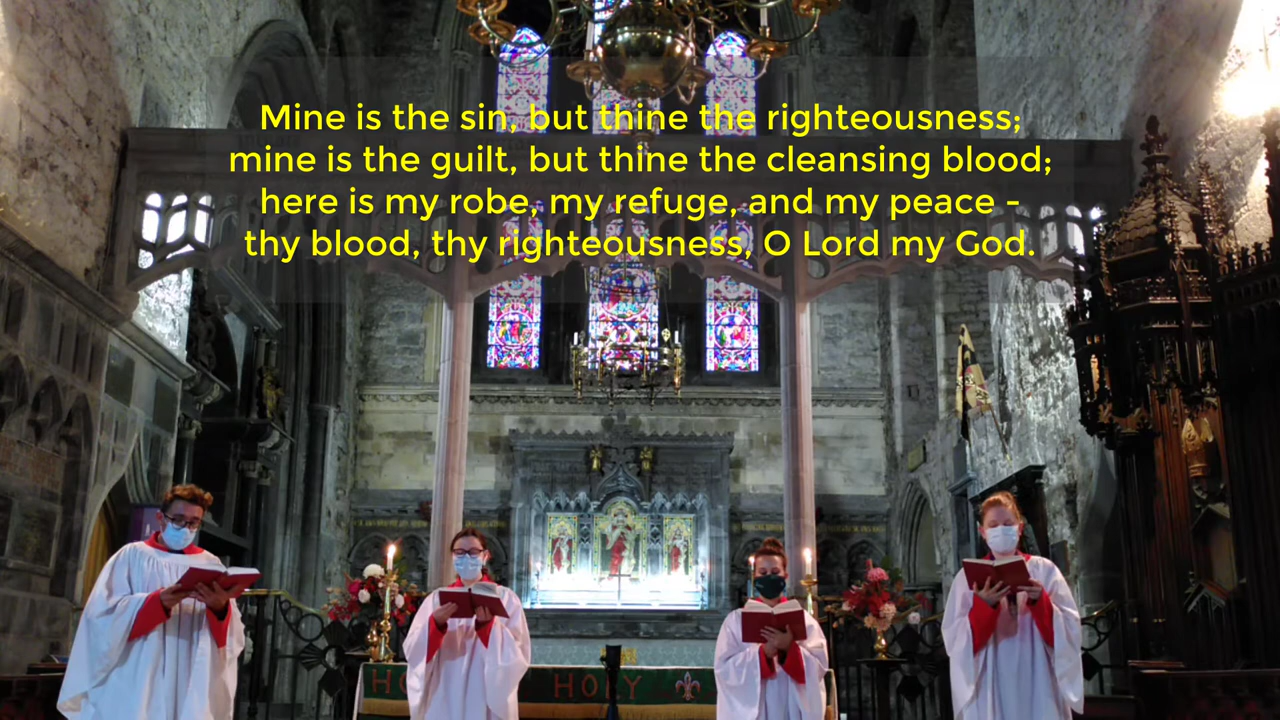 Mine is the sin, but thine the righteousness;
mine is the guilt, but thine the cleansing blood;
here is my robe, my refuge, and my peace -
thy blood, thy righteousness, O Lord my God.
HOLY